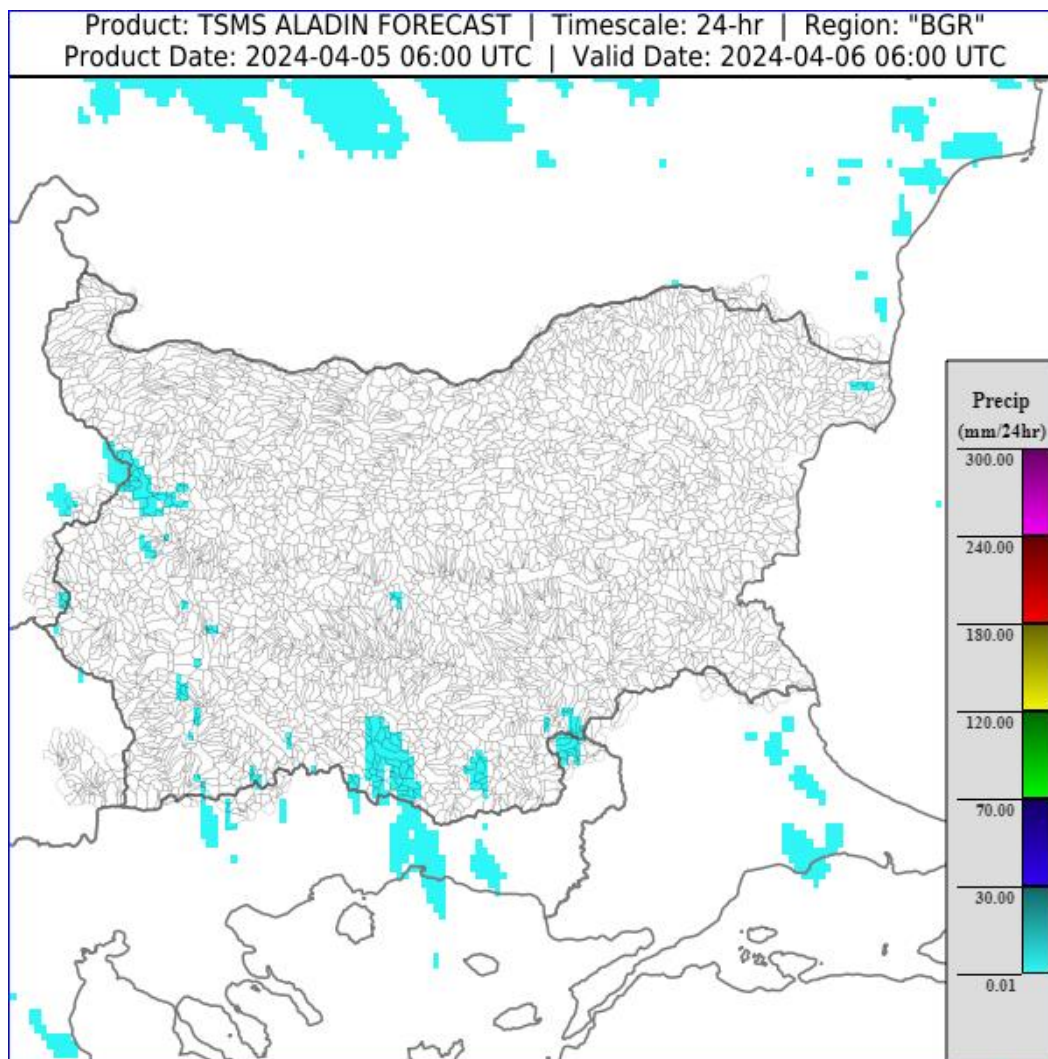 Product: TSMS ALADIN FORECAST | Timescale: 24-hr | Region: "BGR"
Product Date: 2024-04-05 06:00 UTC | Valid Date: 2024-04-06 06:00 UTC
Precip
(mm/24hr)
300.00
240.00
180.00
120.00
70.00
30.00
0.01